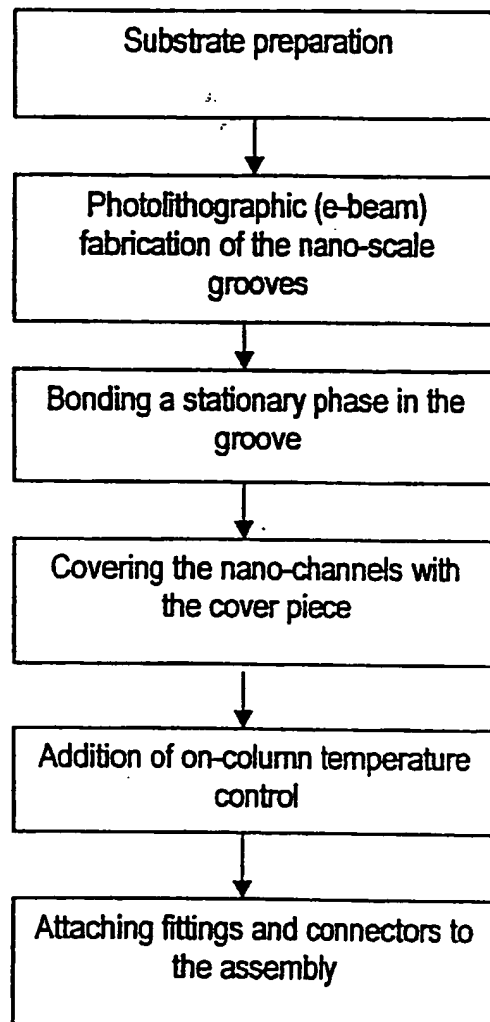 Substrate preparation
Photolithographic (e-beam)
fabrication of the nano-scale
grooves
Bonding a stationary phase in the
groove
Covering the nano-channels with
the cover piece
Addition of on-column temperature
control
Attaching fittings and connectors to
the assembly